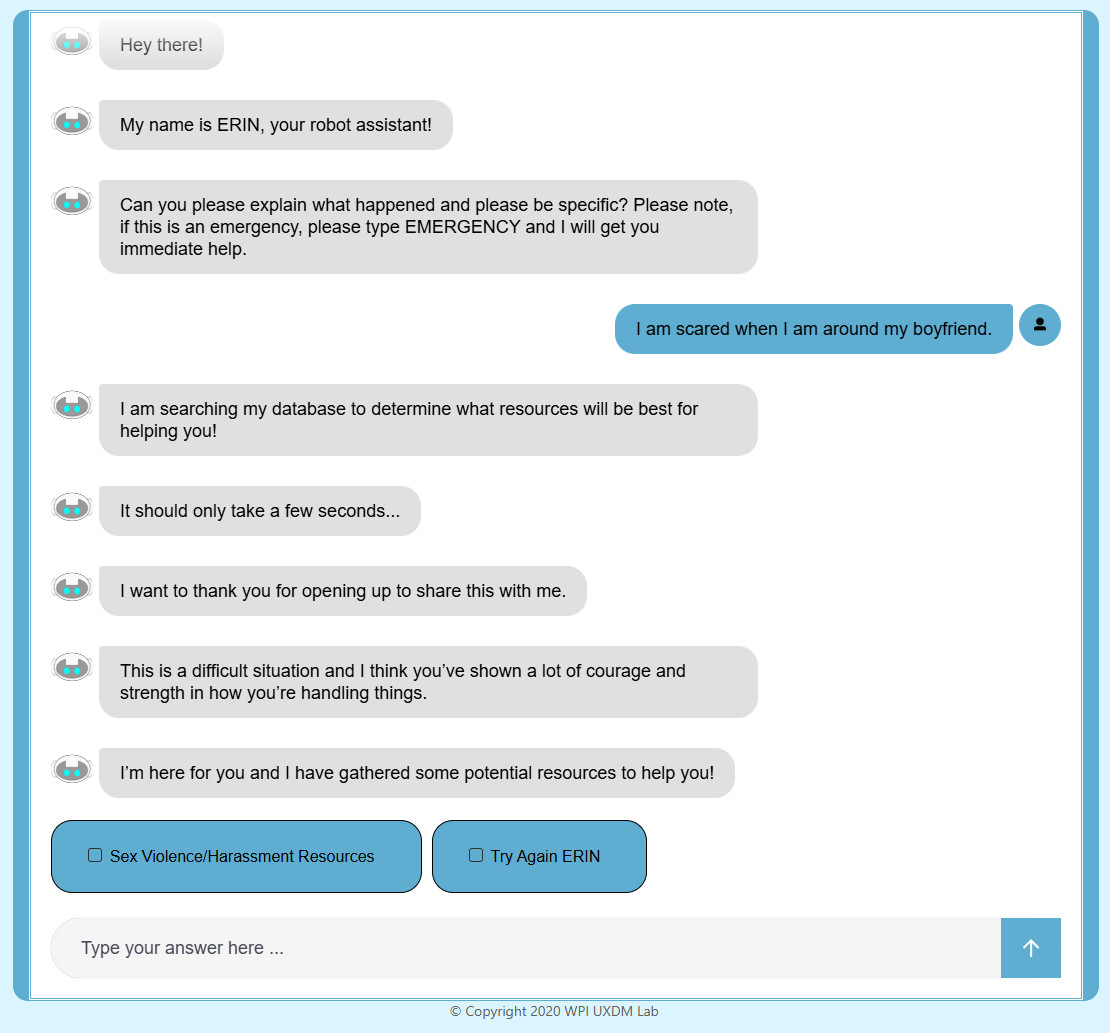 Hey there!
My name is ERIN, your robot assistant!
Can you please explain what happened and please be specific? Please note,
if this is an emergency, please type EMERGENCY and I will get you
immediate help.
I am scared when I am around my boyfriend.
I am searching my database to determine what resources will be best for
helping you!
It should only take a few seconds...
I want to thank you for opening up to share this with me.
This is a difficult situation and I think you’ve shown a lot of courage and
strength in how you’re handling things.
I’m here for you and I have gathered some potential resources to help you!
Sex Violence/Harassment Resources
Try Again ERIN
Type your answer here ...
© Copyright 2020 WPI UXDM Lab